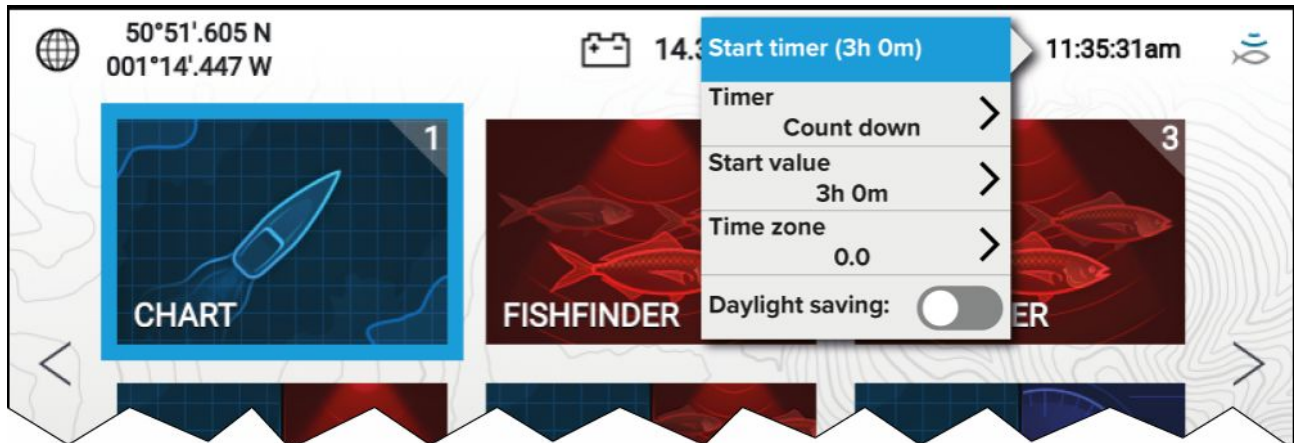 50°51'.605 N
001°14'.447 W
14.3
Start timer (3h 0m)
11:35:31am
Timer
Count down
Start value
3h 0m
Time zone
0.0
Daylight saving:
1
3
CHART
FISHFINDER
ER